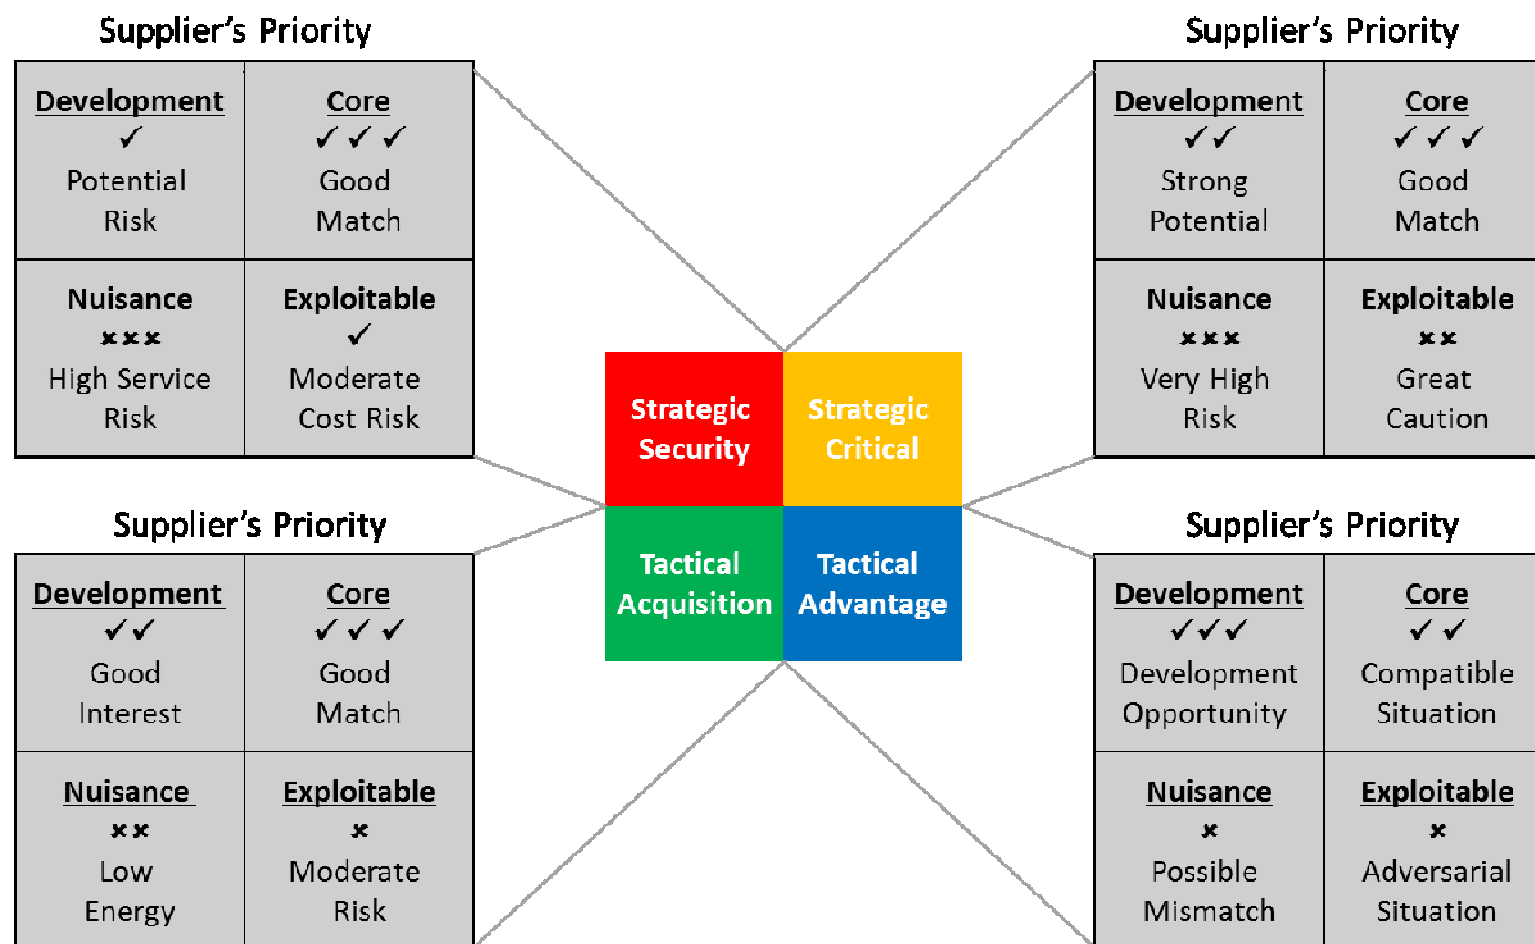 Supplier's Priority
Development
✓
Potential
Risk
Core
✓ ✓ ✓
Good
Match
Nuisance
×××
High Service
Risk
Exploitable
✓
Moderate
Cost Risk
Supplier's Priority
Development
✓✓
Strong
Potential
Core
✓ ✓ ✓
Good
Match
Nuisance
×××
Very High
Risk
Exploitable
××
Great
Caution
Strategic
Security
Strategic
Critical
Tactical
Acquisition
Tactical
Advantage
Supplier's Priority
Development
✓✓
Good
Interest
Core
✓ ✓ ✓
Good
Match
Nuisance
××
Low
Energy
Exploitable
×
Moderate
Risk
Supplier's Priority
Development
✓✓✓
Development
Opportunity
Core
✓ ✓
Compatible
Situation
Nuisance
×
Possible
Mismatch
Exploitable
×
Adversarial
Situation